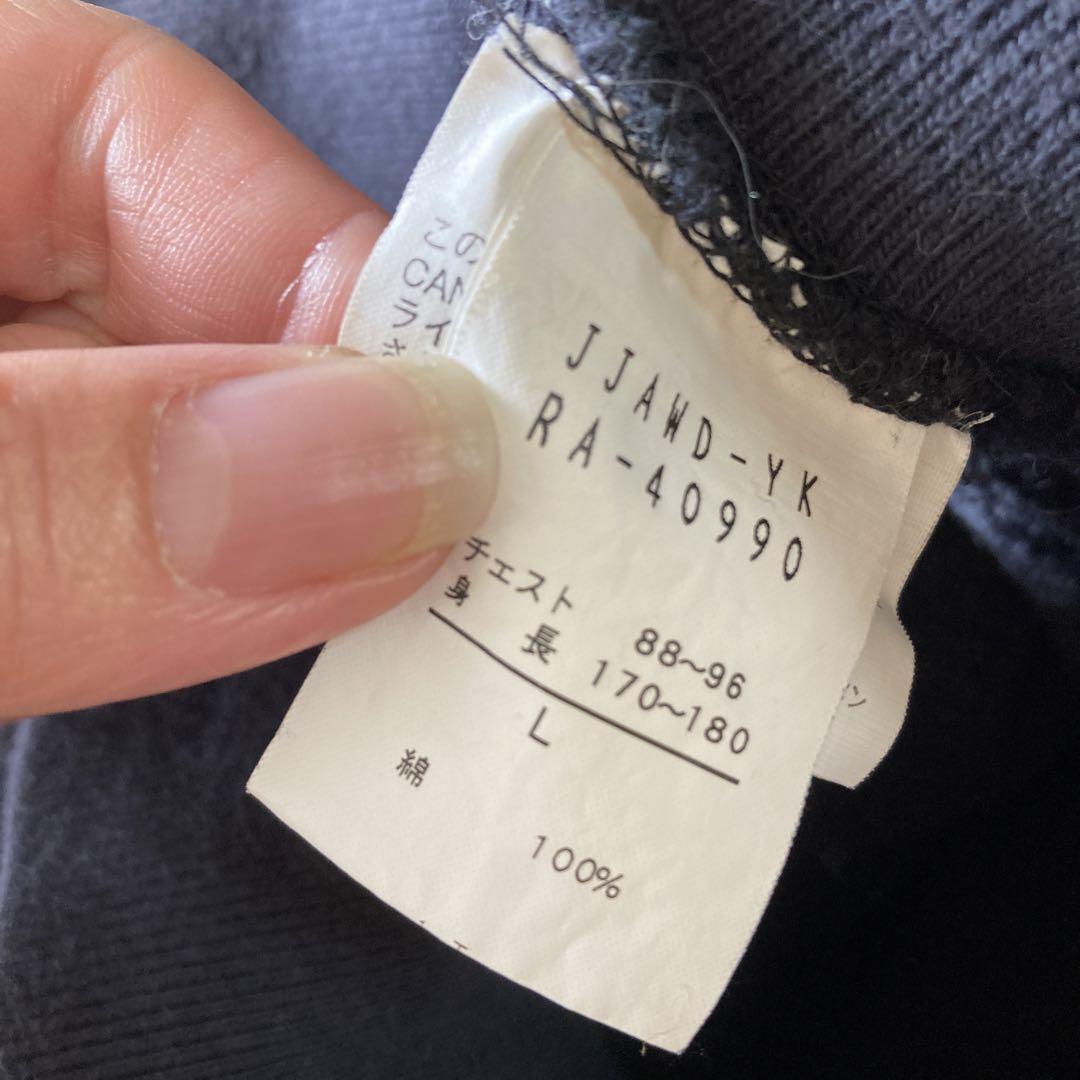 この
CAN
ライ
JJAWD-YK
RA-40990
チェスト 88~96
身長 170~180
L
綿 100%
ン